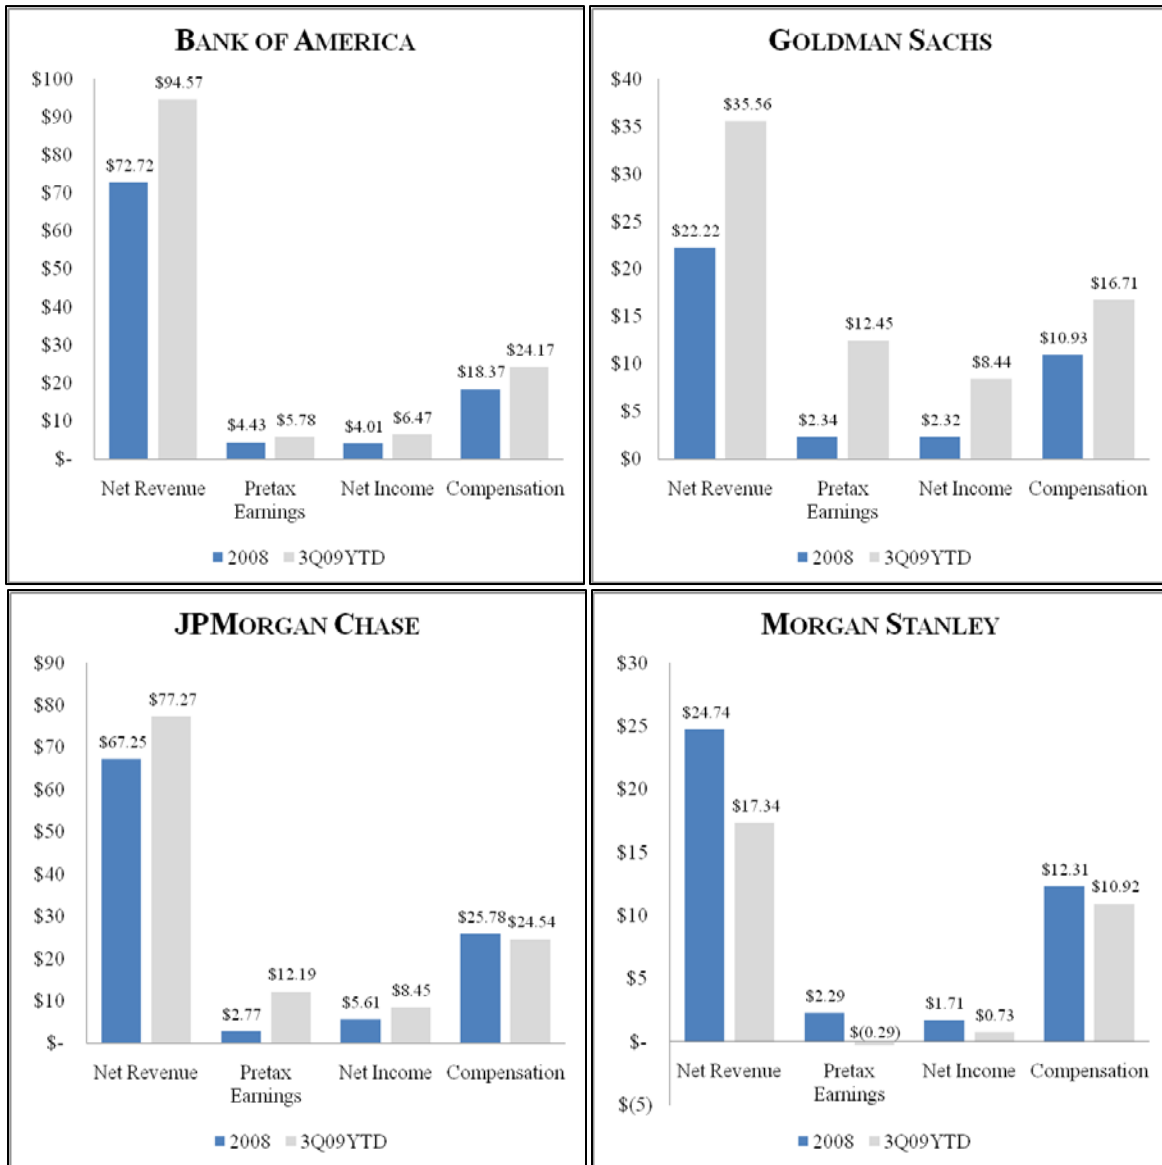 BANK OF AMERICA
$100
$90
$80
$70
$60
$50
$40
$30
$20
$10
$-
$72.72
$94.57
$4.43
$5.78
$4.01
$6.47
$18.37
$24.17
Net Revenue
Pretax
Earnings
Net Income
Compensation
2008
3Q09YTD
GOLDMAN SACHS
$40
$35
$30
$25
$20
$15
$10
$5
$0
$22.22
$35.56
$2.34
$12.45
$2.32
$8.44
$10.93
$16.71
Net Revenue
Pretax
Earnings
Net Income
Compensation
2008
3Q09YTD
JPMORGAN CHASE
$90
$80
$70
$60
$50
$40
$30
$20
$10
$-
$67.25
$77.27
$2.77
$12.19
$5.61
$8.45
$25.78
$24.54
Net Revenue
Pretax
Earnings
Net Income
Compensation
2008
3Q09YTD
MORGAN STANLEY
$30
$25
$20
$15
$10
$5
$-
$(5)
$24.74
$17.34
$2.29
$(0.29)
$1.71
$0.73
$12.31
$10.92
Net Revenue
Pretax
Earnings
Net Income
Compensation
2008
3Q09YTD